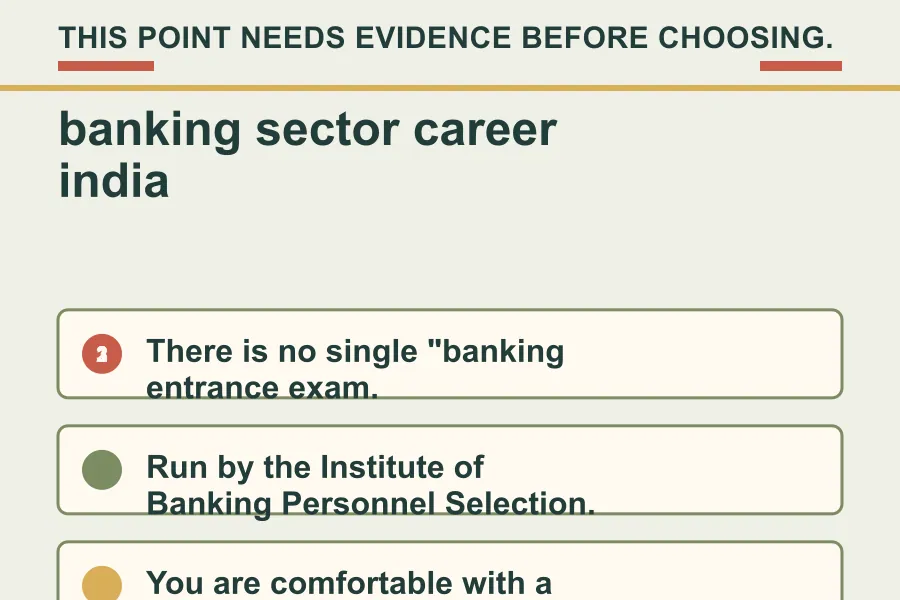 THIS POINT NEEDS EVIDENCE BEFORE CHOOSING.
banking sector career
india
There is no single "banking
entrance exam.
Run by the Institute of
Banking Personnel Selection.
You are comfortable with a